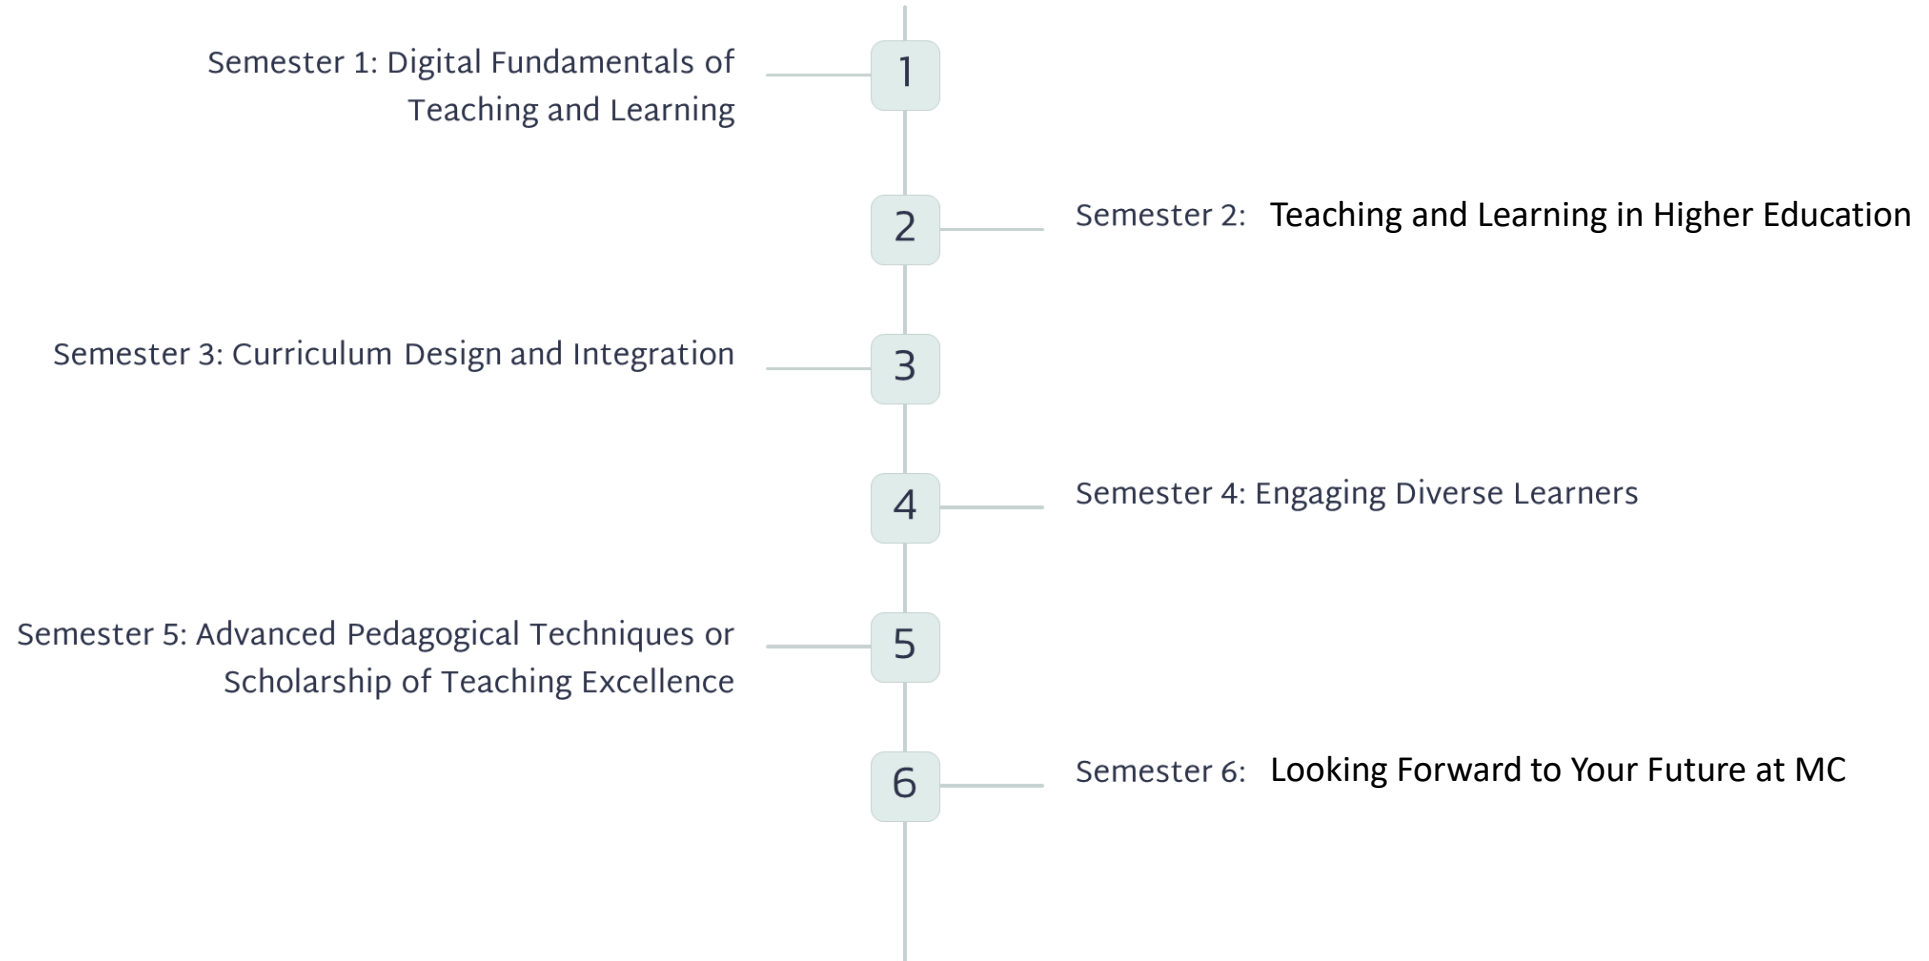 Semester 1: Digital Fundamentals of
Teaching and Learning
1
2
Semester 2: Teaching and Learning in Higher Education
Semester 3: Curriculum Design and Integration
3
4
Semester 4: Engaging Diverse Learners
Semester 5: Advanced Pedagogical Techniques or
Scholarship of Teaching Excellence
5
6
Semester 6: Looking Forward to Your Future at MC